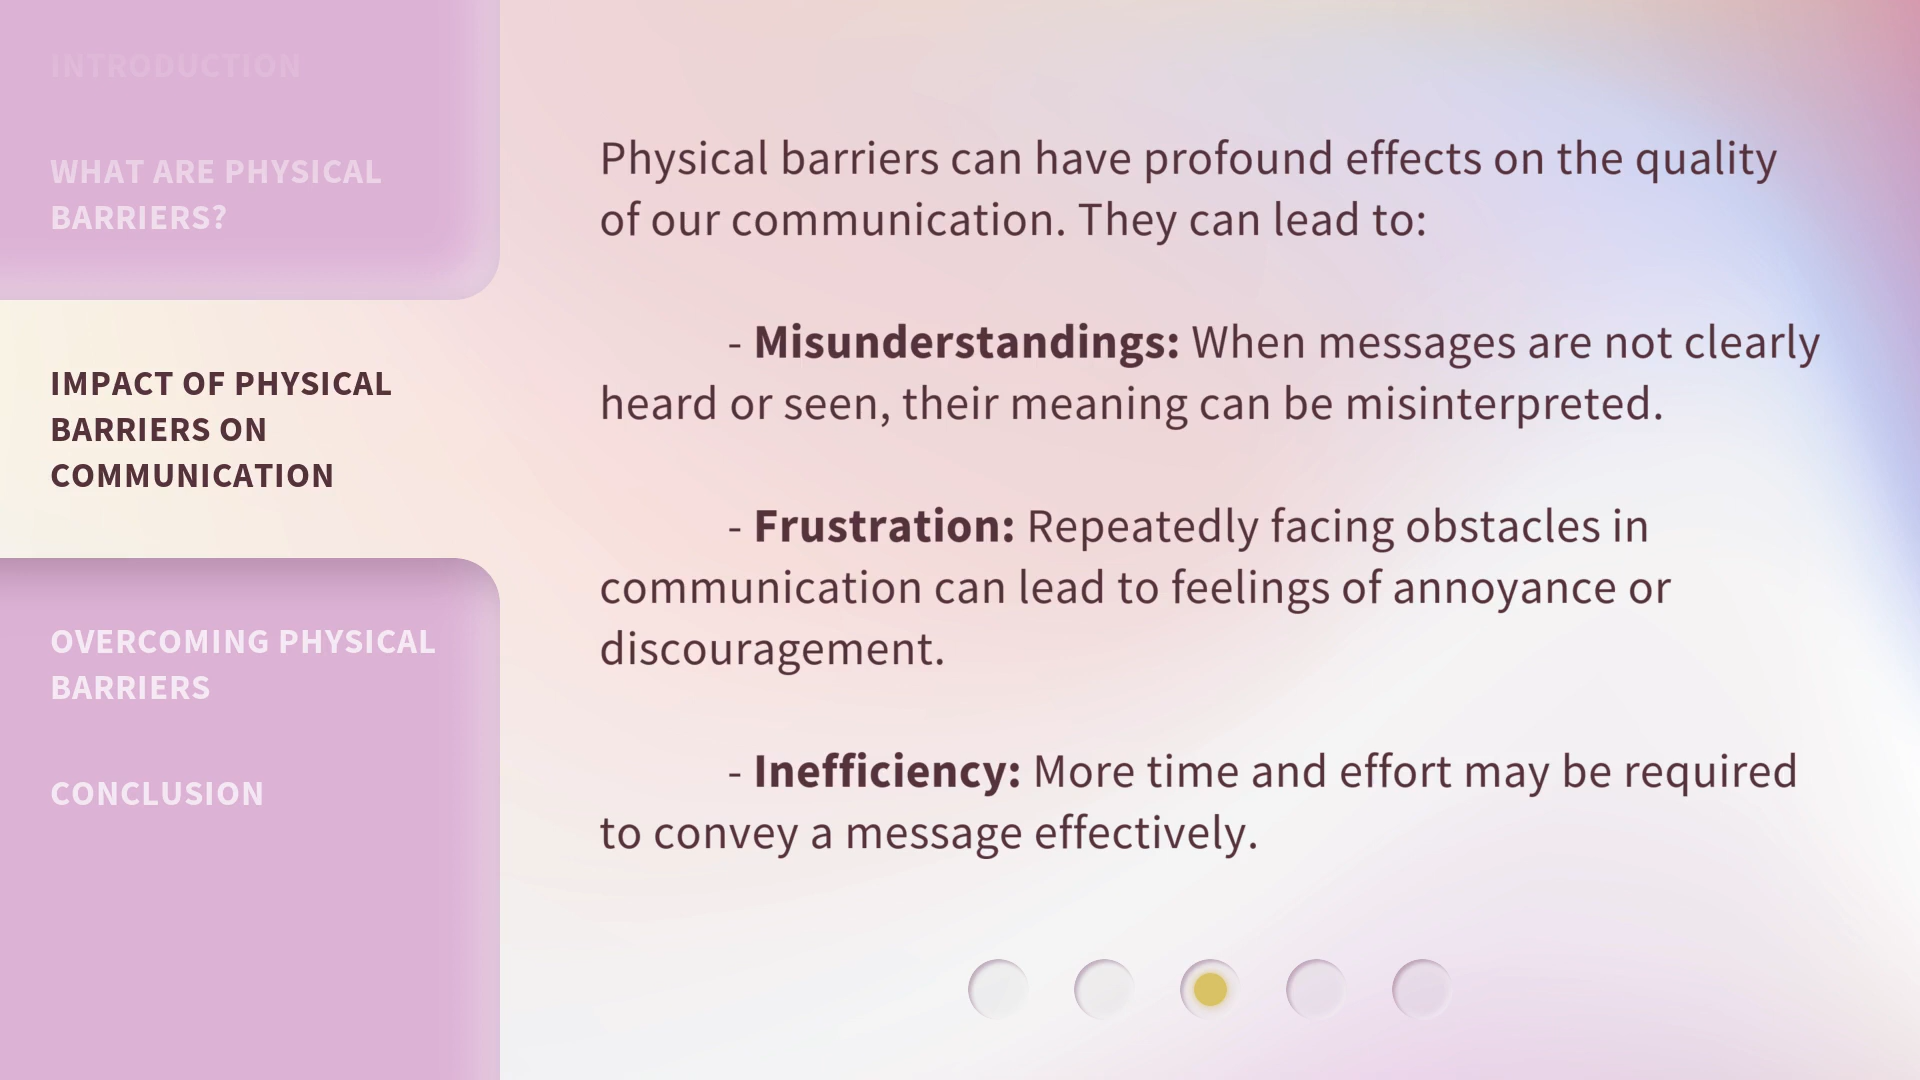 INTRODUCTION
WHAT ARE PHYSICAL
BARRIERS?
IMPACT OF PHYSICAL
BARRIERS ON
COMMUNICATION
OVERCOMING PHYSICAL
BARRIERS
CONCLUSION
Physical barriers can have profound effects on the quality
of our communication. They can lead to:
- Misunderstandings: When messages are not clearly
heard or seen, their meaning can be misinterpreted.
- Frustration: Repeatedly facing obstacles in
communication can lead to feelings of annoyance or
discouragement.
- Inefficiency: More time and effort may be required
to convey a message effectively.